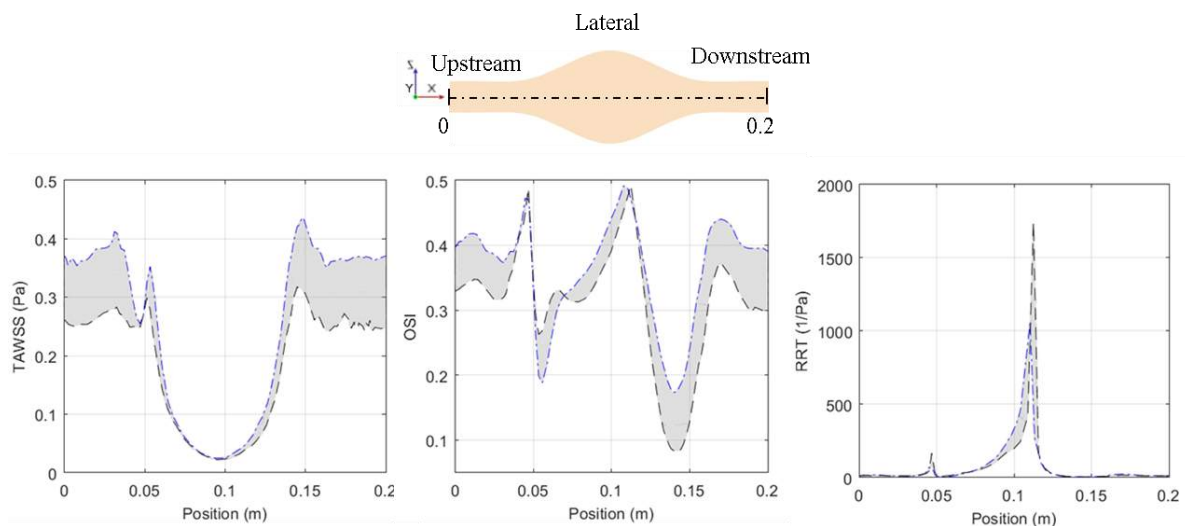 Lateral
Upstream
Downstream
Z
Y X
0
0.2
TAWSS (Pa)
0.5
0.4
0.3
0.2
0.1
0
0 0.05 0.1 0.15 0.2
Position (m)
OSI
0.5
0.4
0.3
0.2
0.1
0 0.05 0.1 0.15 0.2
Position (m)
RRT (1/Pa)
2000
1500
1000
500
0
0 0.05 0.1 0.15 0.2
Position (m)